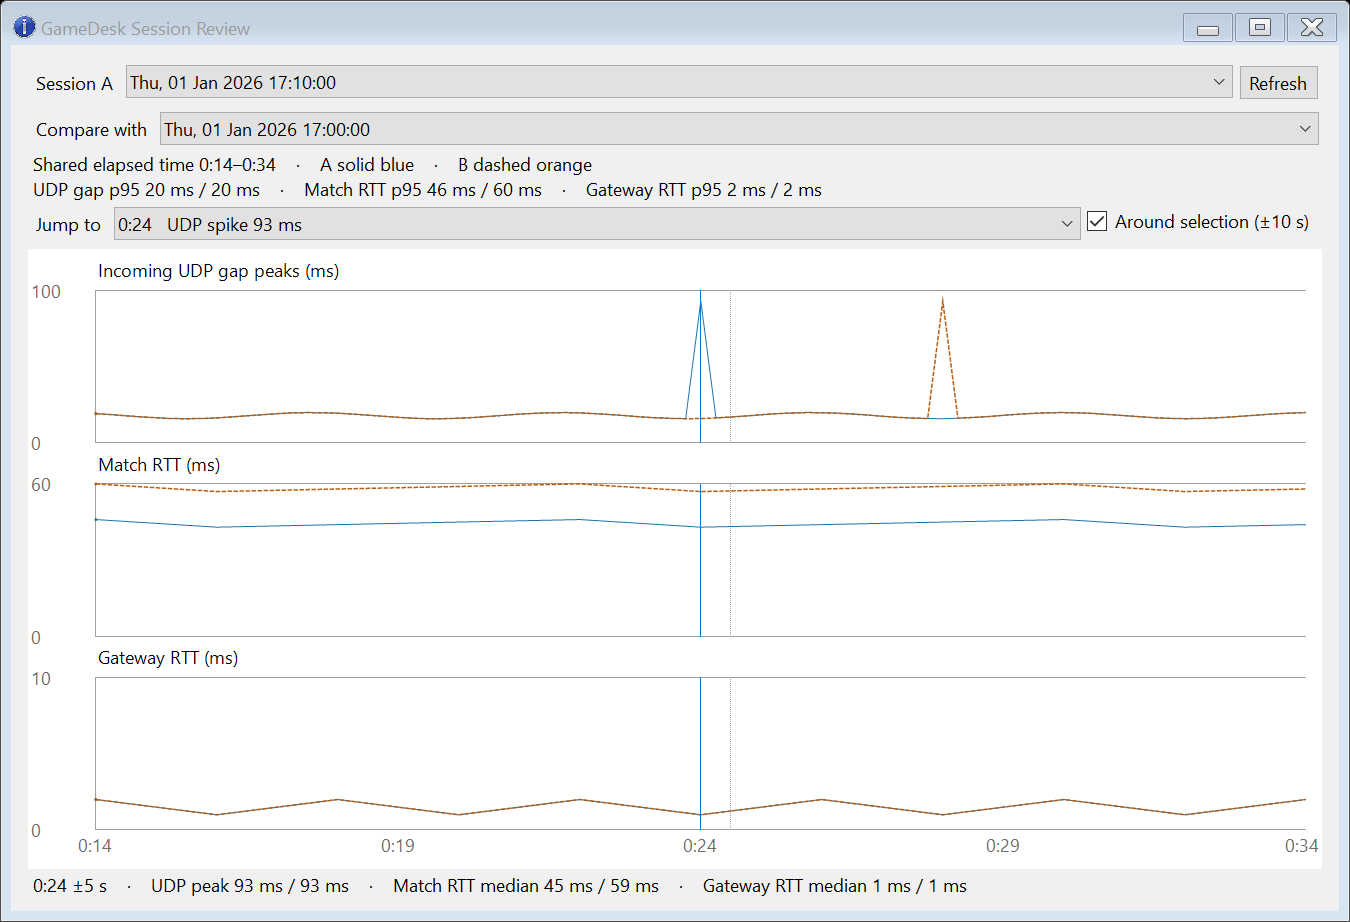 GameDesk Session Review
Session A Thu, 01 Jan 2026 17:10:00 Refresh
Compare with Thu, 01 Jan 2026 17:00:00
Shared elapsed time 0:14–0:34 · A solid blue · B dashed orange
UDP gap p95 20 ms / 20 ms · Match RTT p95 46 ms / 60 ms · Gateway RTT p95 2 ms / 2 ms
Jump to 0:24 UDP spike 93 ms Around selection (±10 s)
Incoming UDP gap peaks (ms)
100
0
Match RTT (ms)
60
0
Gateway RTT (ms)
10
0
0:14 0:19 0:24 0:29 0:34
0:24 ±5 s · UDP peak 93 ms / 93 ms · Match RTT median 45 ms / 59 ms · Gateway RTT median 1 ms / 1 ms